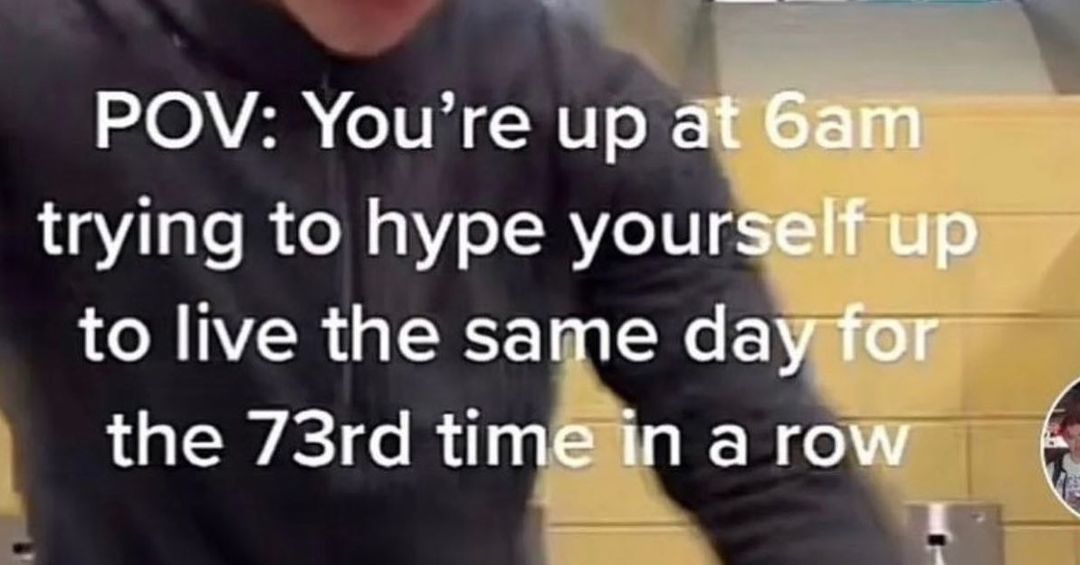 POV: You’re up at 6am
trying to hype yourself up
to live the same day for
the 73rd time in a row